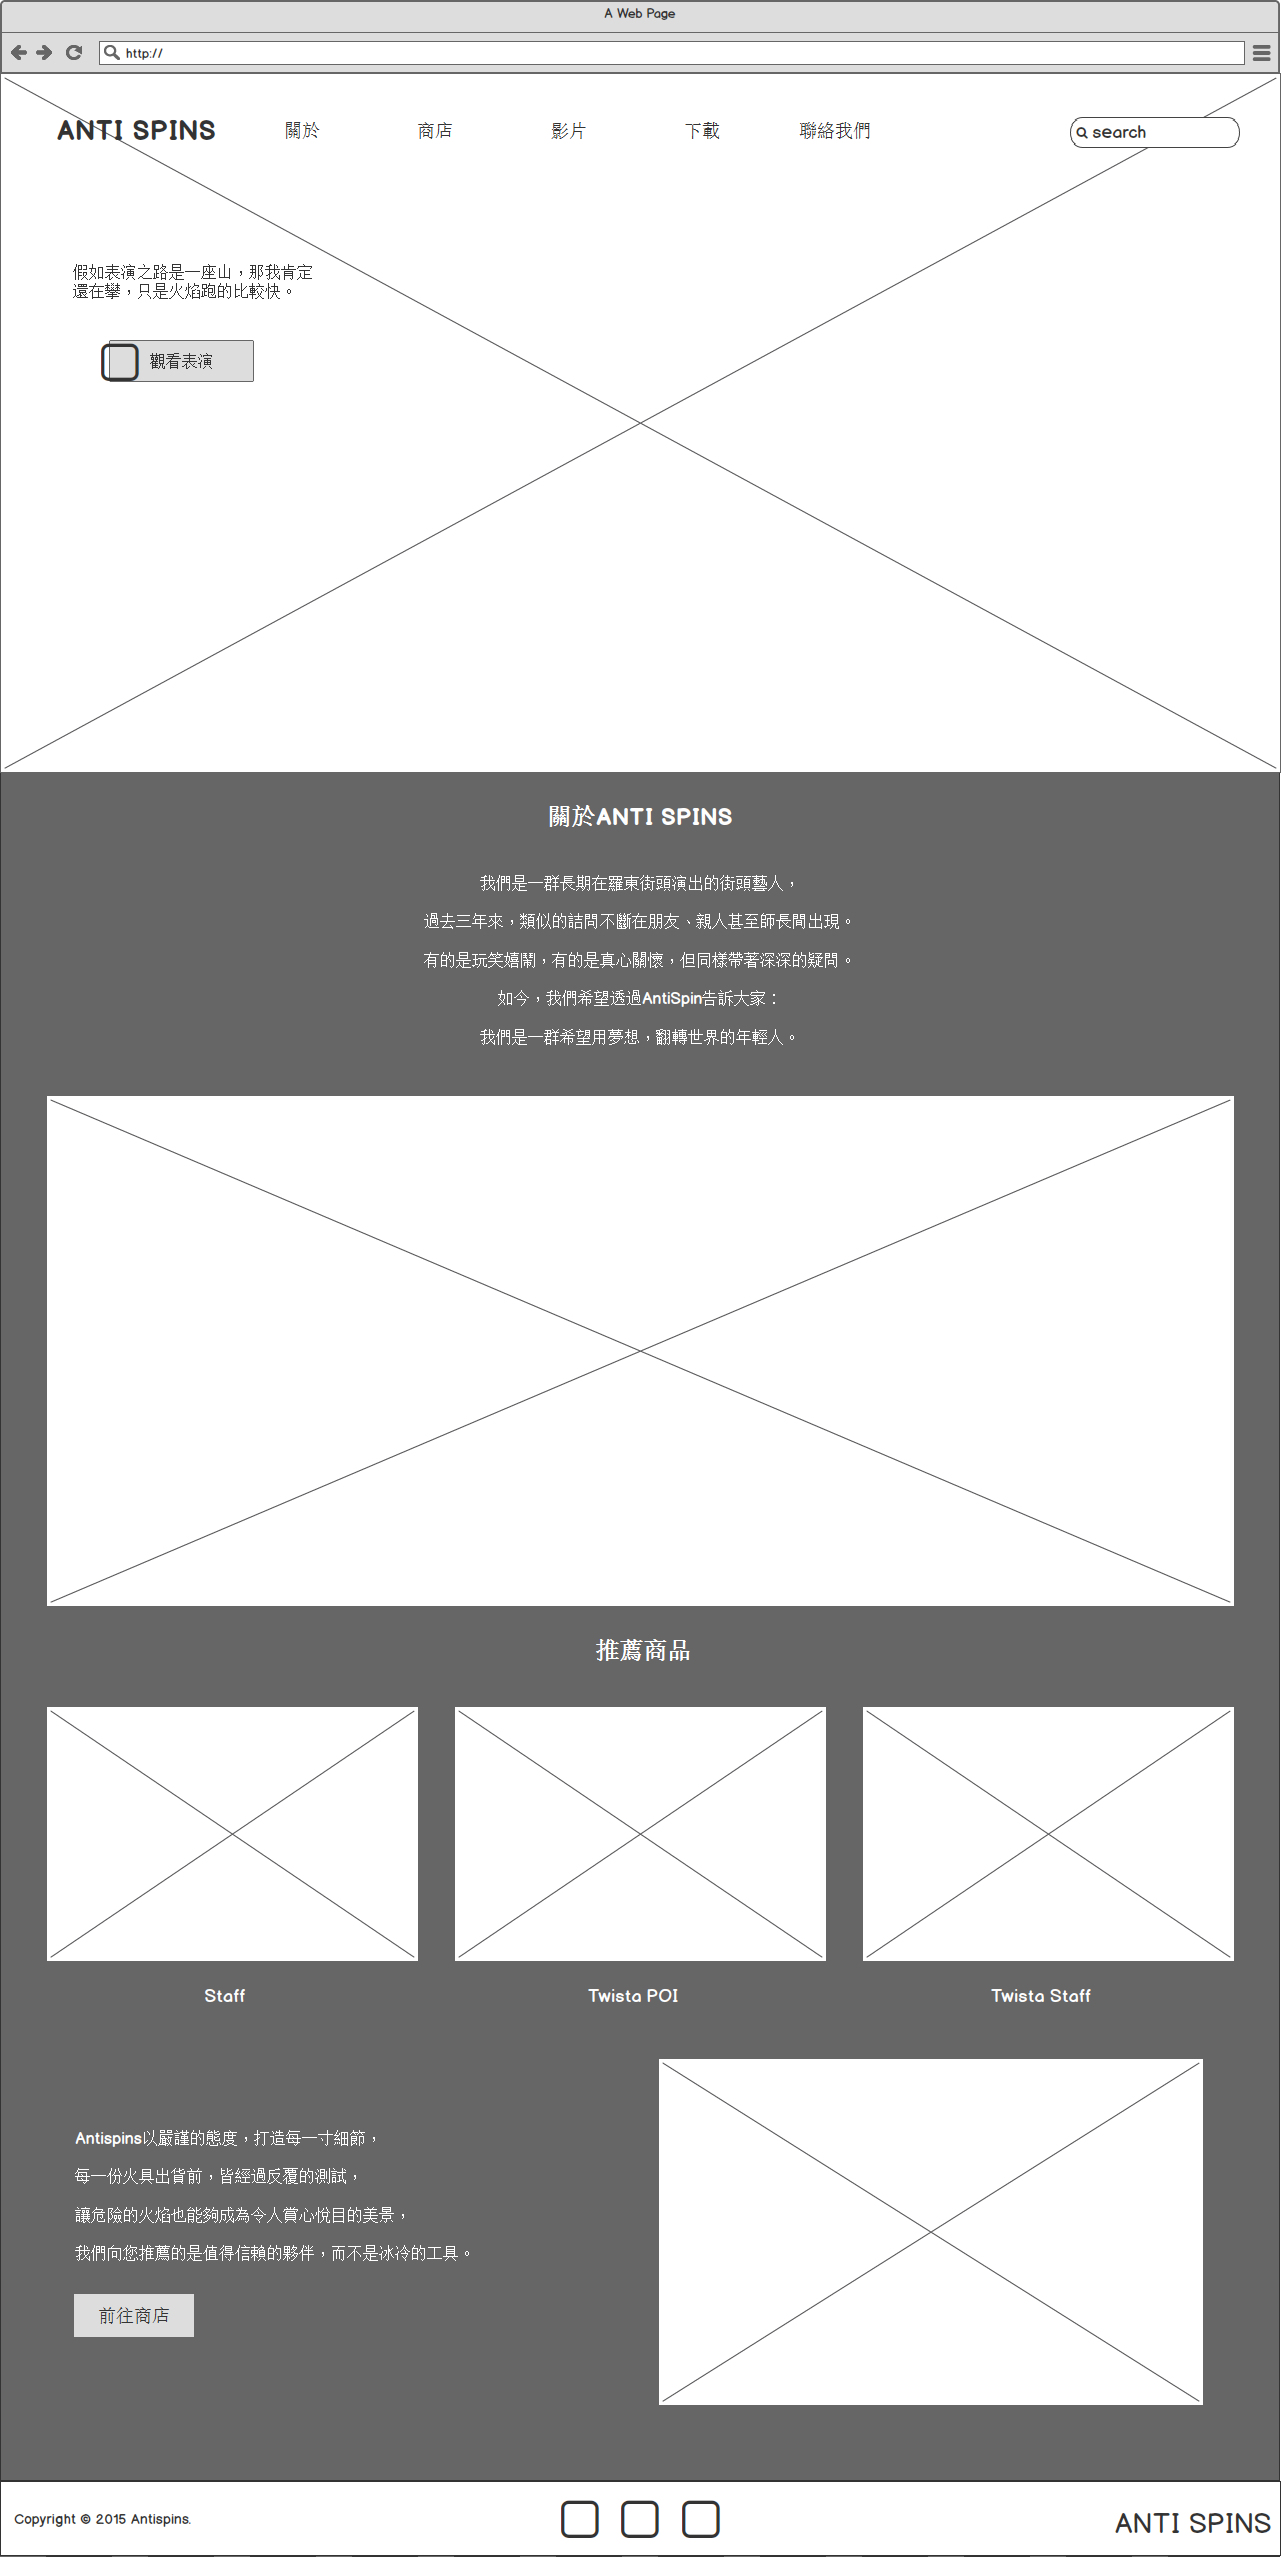 A Web Page
http://
ANTI SPINS
關於
商店
影片
下載
聯絡我們
search
假如表演之路是一座山，那我肯定
還在攀，只是火焰跑的比較快。
觀看表演
關於ANTI SPINS
我們是一群長期在羅東街頭演出的街頭藝人，
過去三年來，類似的詰問不斷在朋友、親人甚至師長間出現。
有的是玩笑嬉鬧，有的是真心關懷，但同樣帶著深深的疑問。
如今，我們希望透過AntiSpin告訴大家：
我們是一群希望用夢想，翻轉世界的年輕人。
推薦商品
Staff
Twista POI
Twista Staff
Antispins以嚴謹的態度，打造每一寸細節，
每一份火具出貨前，皆經過反覆的測試，
讓危險的火焰也能夠成為令人賞心悅目的美景，
我們向您推薦的是值得信賴的夥伴，而不是冰冷的工具。
前往商店
Copyright © 2015 Antispins.
ANTI SPINS